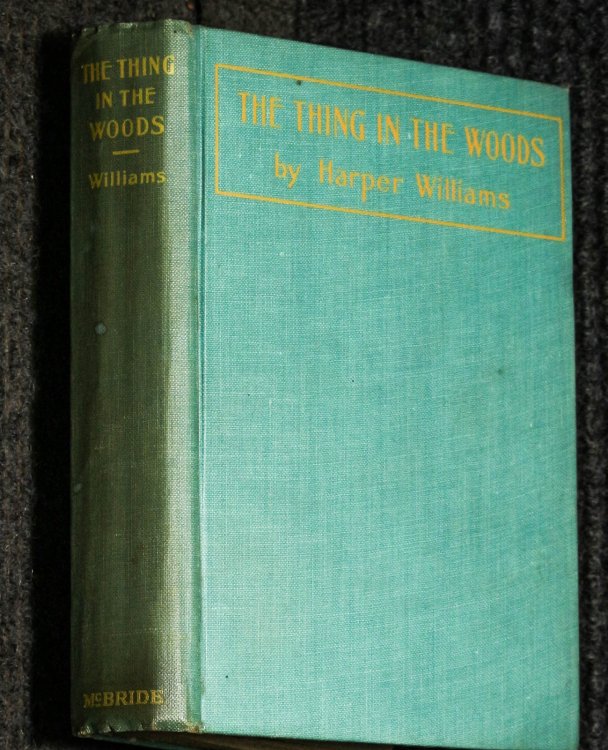 THE THING
IN THE
WOODS
Williams
McBRIDE
THE THING IN THE WOODS
by Harper Williams